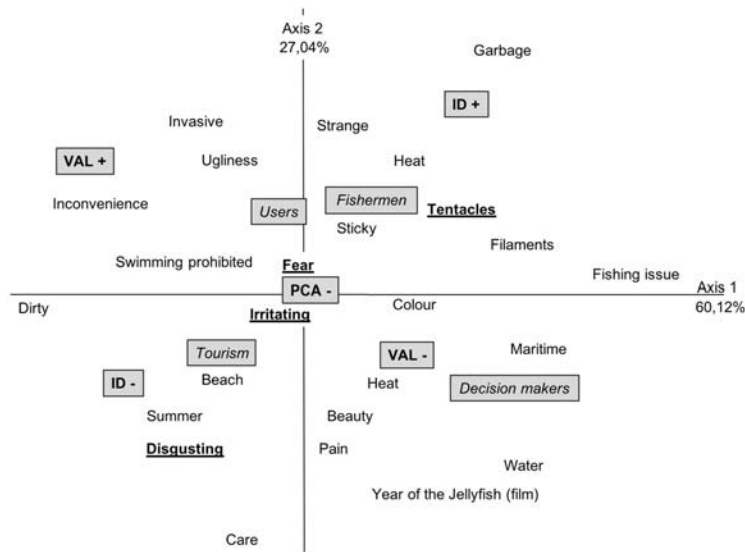 Axis 2
27,04%
Garbage
ID +
Invasive
Strange
VAL +
Ugliness
Heat
Inconvenience
Users
Fishermen
Tentacles
Sticky
Filaments
Swimming prohibited
Fear
Fishing issue
PCA -
Axis 1
Dirty
Colour
60,12%
Irritating
Tourism
VAL -
Maritime
ID -
Beach
Heat
Decision makers
Summer
Beauty
Disgusting
Pain
Water
Year of the Jellyfish (film)
Care